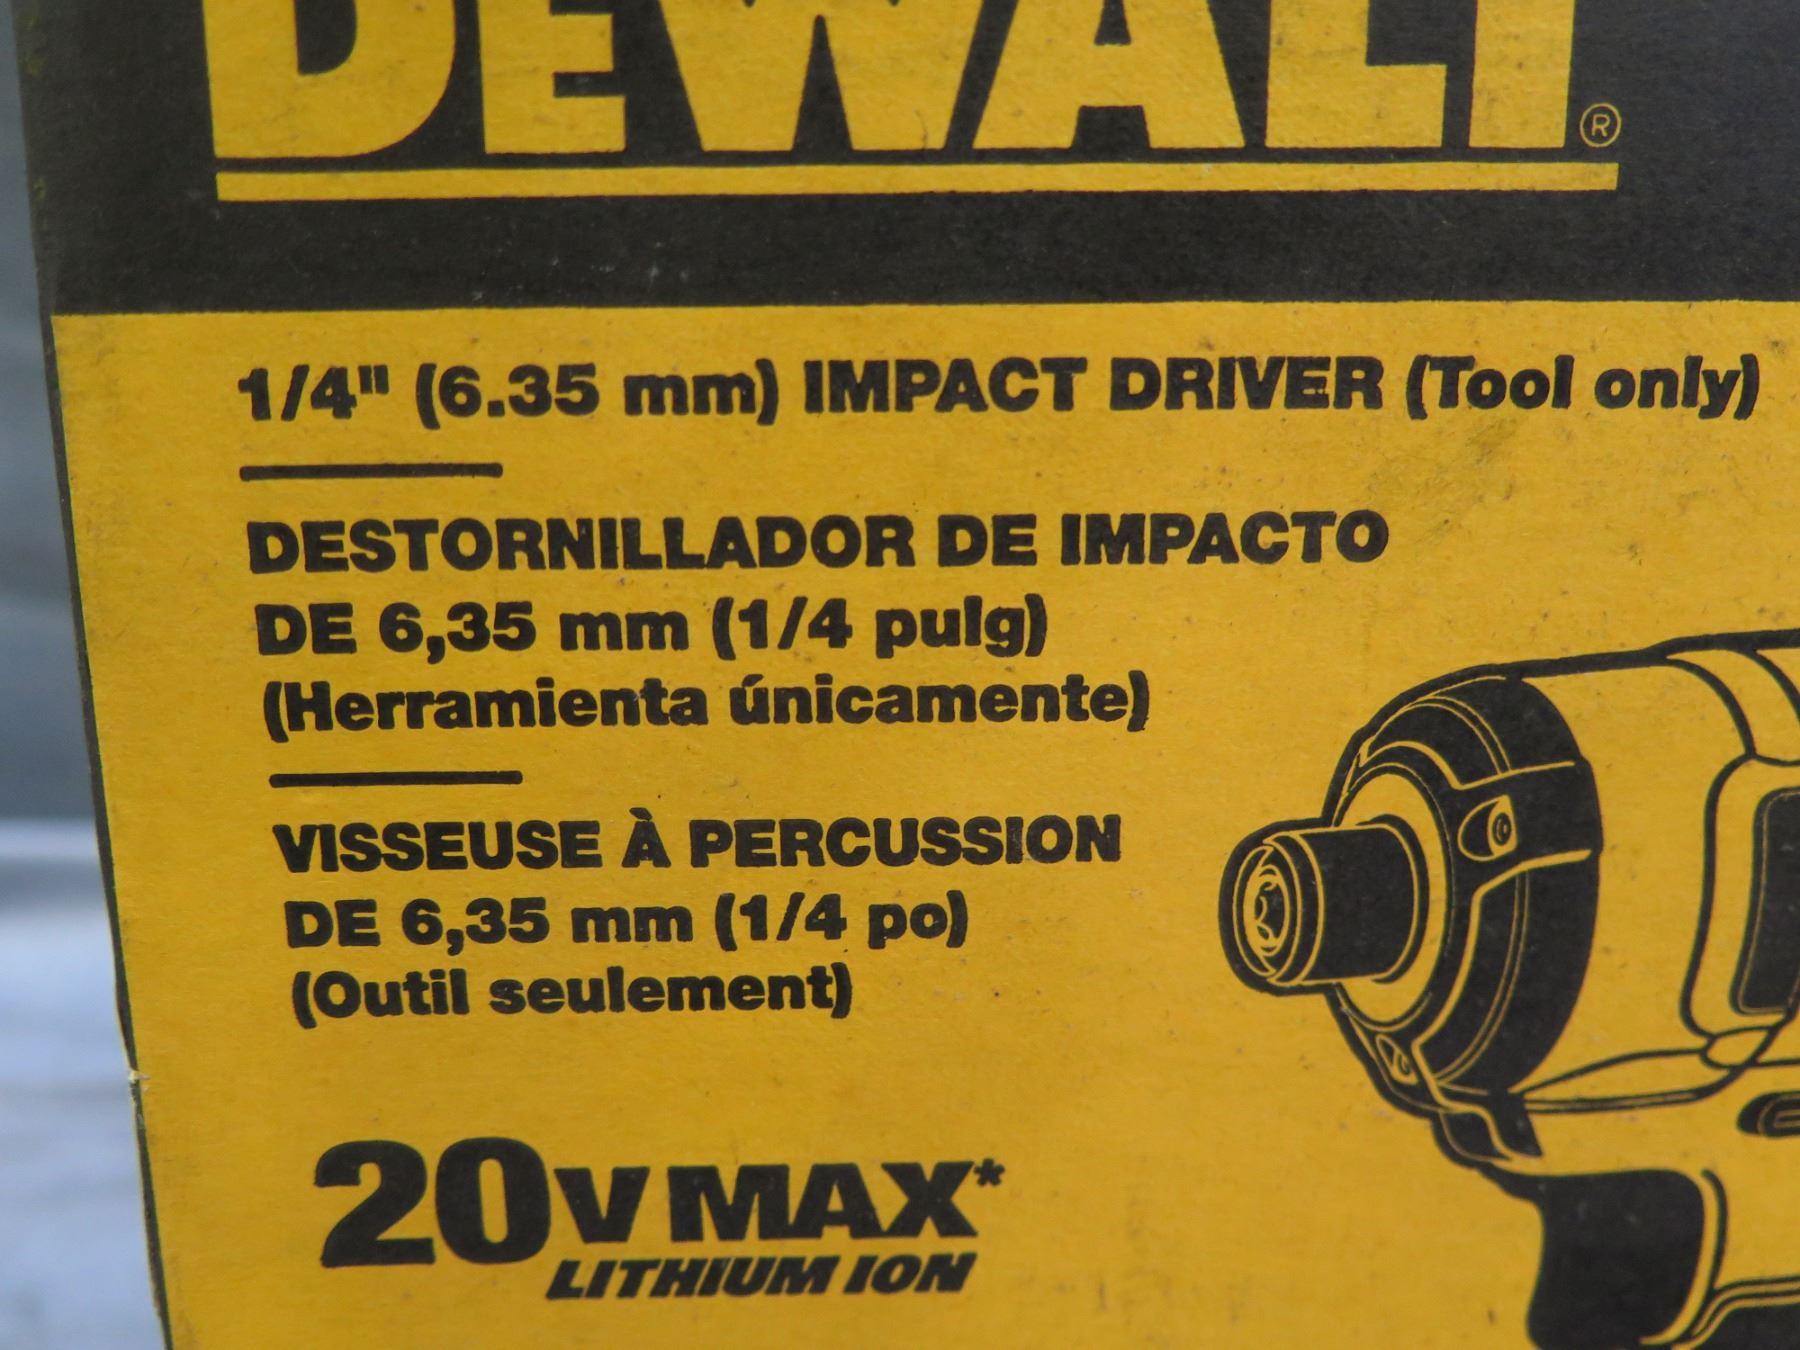 DEWALT®
1/4" (6.35 mm) IMPACT DRIVER (Tool only)
DESTORNILLADOR DE IMPACTO
DE 6,35 mm (1/4 pulg)
(Herramienta únicamente)
VISSEUSE À PERCUSSION
DE 6,35 mm (1/4 po)
(Outil seulement)
20V MAX*
LITHIUM ION